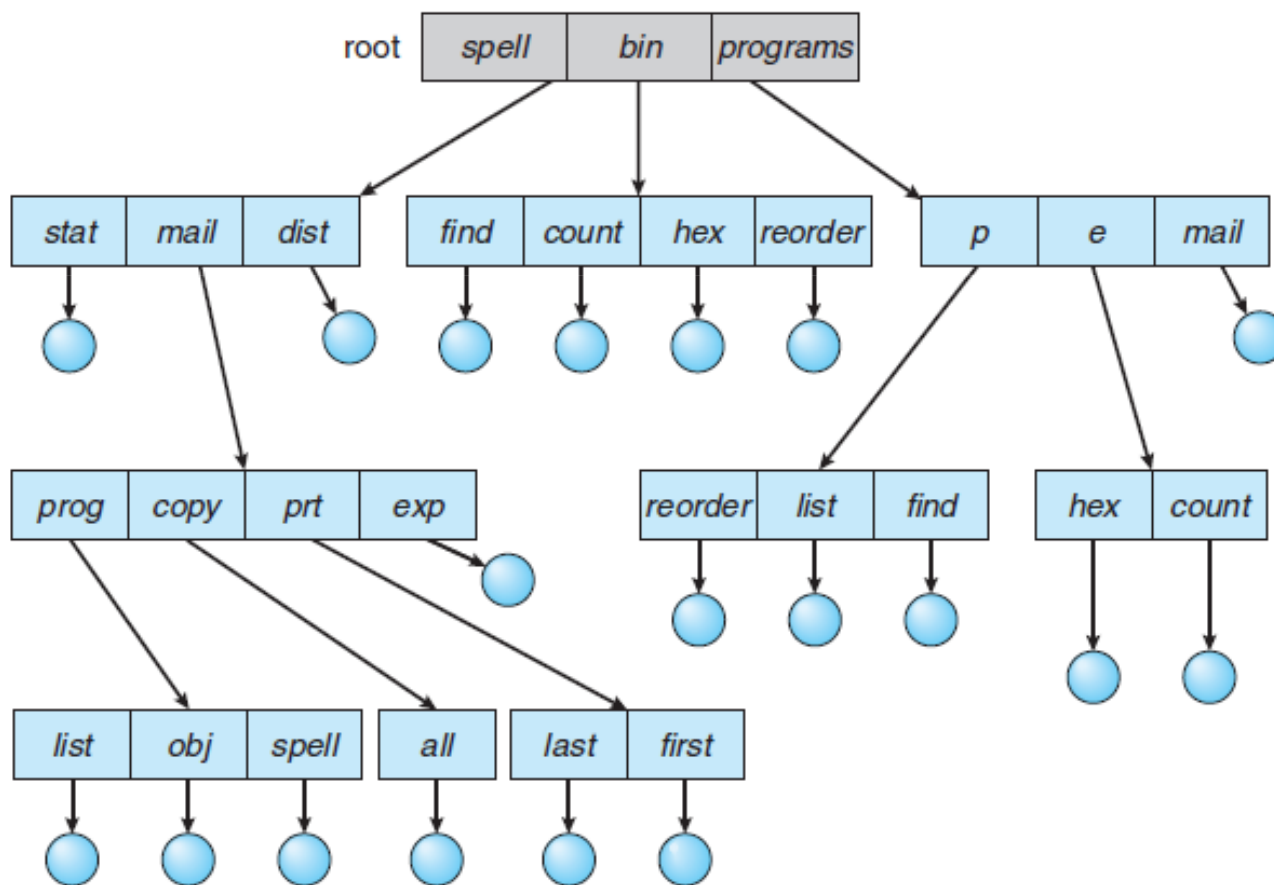 root spell bin programs
stat mail dist find count hex reorder p e mail
prog copy prt exp reorder list find hex count
list obj spell all last first